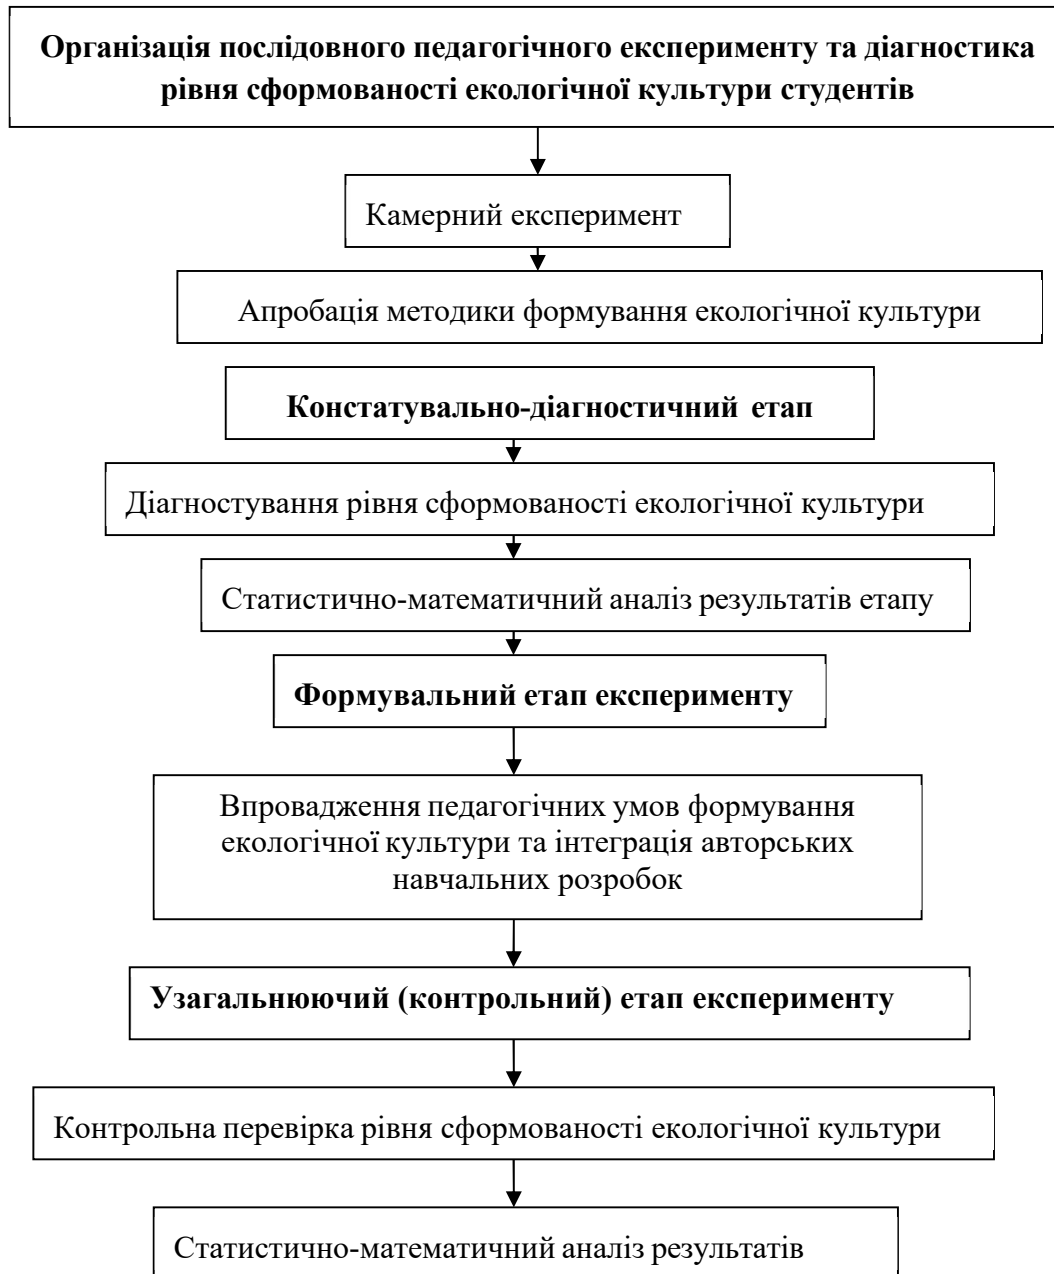 Організація послідовного педагогічного експерименту та діагностика
рівня сформованості екологічної культури студентів
Камерний експеримент
Апробація методики формування екологічної культури
Констатувально-діагностичний етап
Діагностування рівня сформованості екологічної культури
Статистично-математичний аналіз результатів етапу
Формувальний етап експерименту
Впровадження педагогічних умов формування
екологічної культури та інтеграція авторських
навчальних розробок
Узагальнюючий (контрольний) етап експерименту
Контрольна перевірка рівня сформованості екологічної культури
Статистично-математичний аналіз результатів